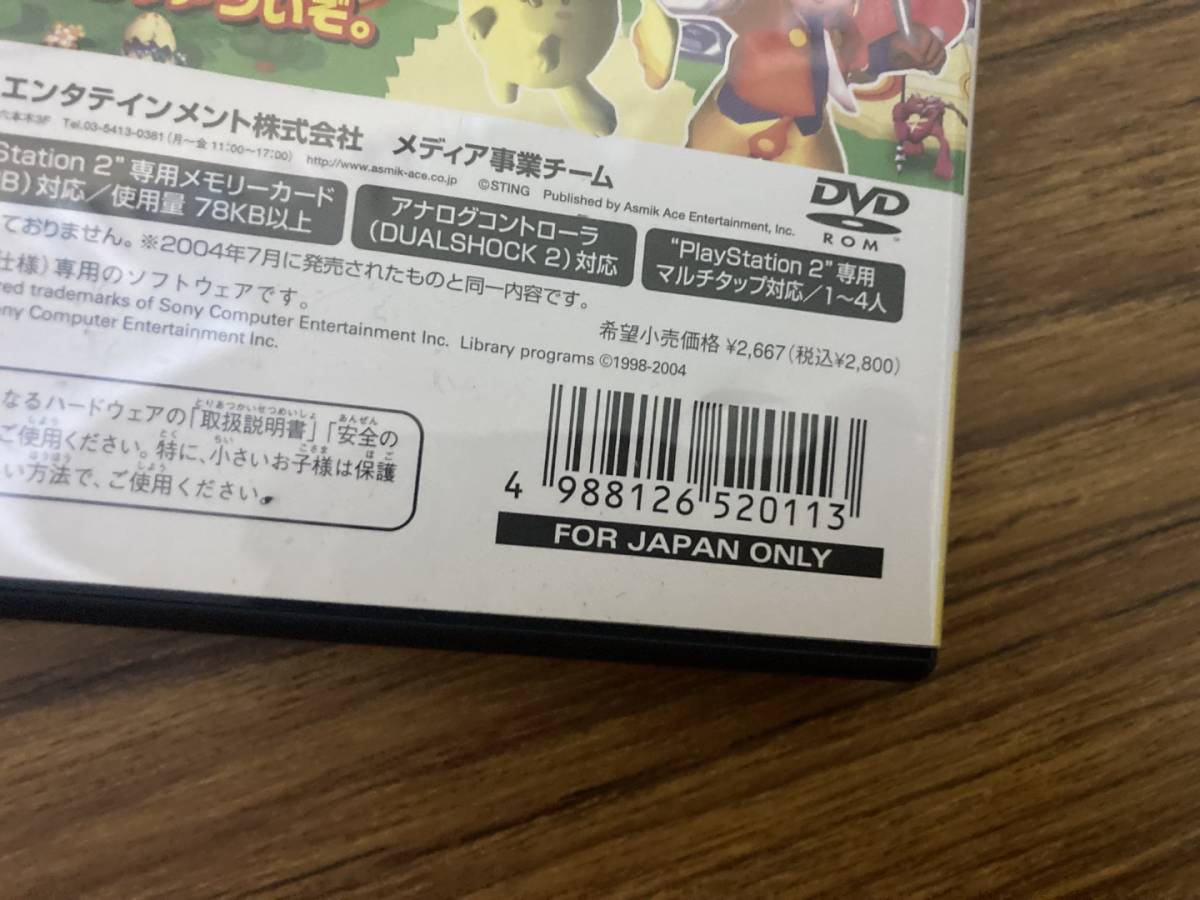 ついぞ。
エンタテインメント株式会社 メディア事業チーム
六本木3F Tel.03-5413-0381(月～金 11:00～17:00) http://www.asmik-ace.co.jp ©STING Published by Asmik Ace Entertainment, Inc.
DVD
ROM
Station 2”専用メモリーカード
B)対応／使用量 78KB以上
アナログコントローラ
(DUALSHOCK 2)対応
“PlayStation 2”専用
マルチタップ対応／1～4人
ておりません。※2004年7月に発売されたものと同一内容です。
仕様)専用のソフトウェアです。
red trademarks of Sony Computer Entertainment Inc. Library programs ©1998-2004
ny Computer Entertainment Inc.
希望小売価格 ¥2,667(税込¥2,800)
なるハードウェアの「取扱説明書」「安全の
ご使用ください。特に、小さいお子様は保護
い方法で、ご使用ください。
4 988126 520113
FOR JAPAN ONLY